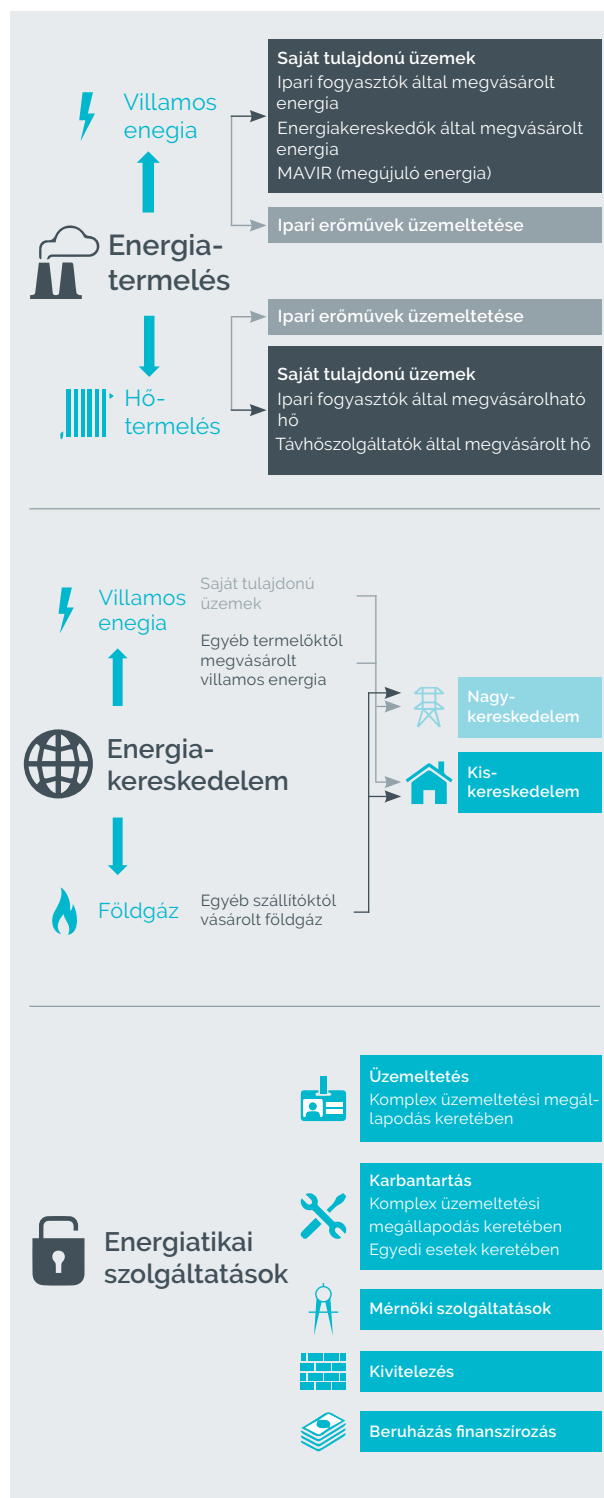 Villamos
enegia
Saját tulajdonú üzemek
Ipari fogyasztók által megvásárolt
energia
Energiakereskedők által megvásárolt
energia
MAVIR (megújuló energia)
Ipari erőművek üzemeltetése
Energia-
termelés
Ipari erőművek üzemeltetése
Hő-
termelés
Saját tulajdonú üzemek
Ipari fogyasztók által megvásárolható
hő
Távhőszolgáltatók által megvásárolt hő
Villamos
enegia
Saját tulajdonú
üzemek
Egyéb termelőktől
megvásárolt
villamos energia
Nagy-
kereskedelem
Energia-
kereskedelem
Kis-
kereskedelem
Földgáz
Egyéb szállítóktól
vásárolt földgáz
Energiatikai
szolgáltatások
Üzemeltetés
Komplex üzemeltetési megál-
lapodás keretében
Karbantartás
Komplex üzemeltetési
megállapodás keretében
Egyedi esetek keretében
Mérnöki szolgáltatások
Kivitelezés
Beruházás finanszírozás